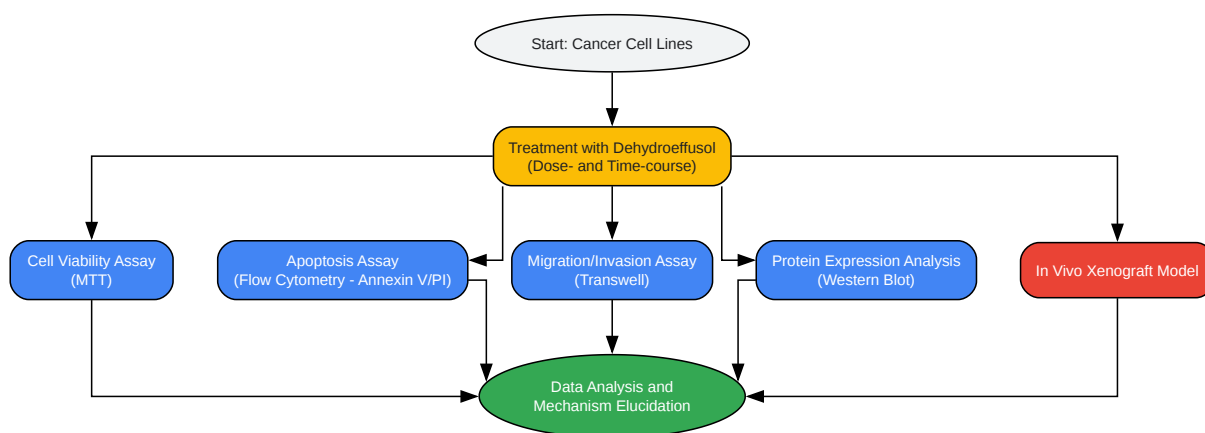 Start: Cancer Cell Lines
Treatment with Dehydroeffusol
(Dose- and Time-course)
Cell Viability Assay
(MTT)
Apoptosis Assay
(Flow Cytometry - Annexin V/PI)
Migration/Invasion Assay
(Transwell)
Protein Expression Analysis
(Western Blot)
In Vivo Xenograft Model
Data Analysis and
Mechanism Elucidation